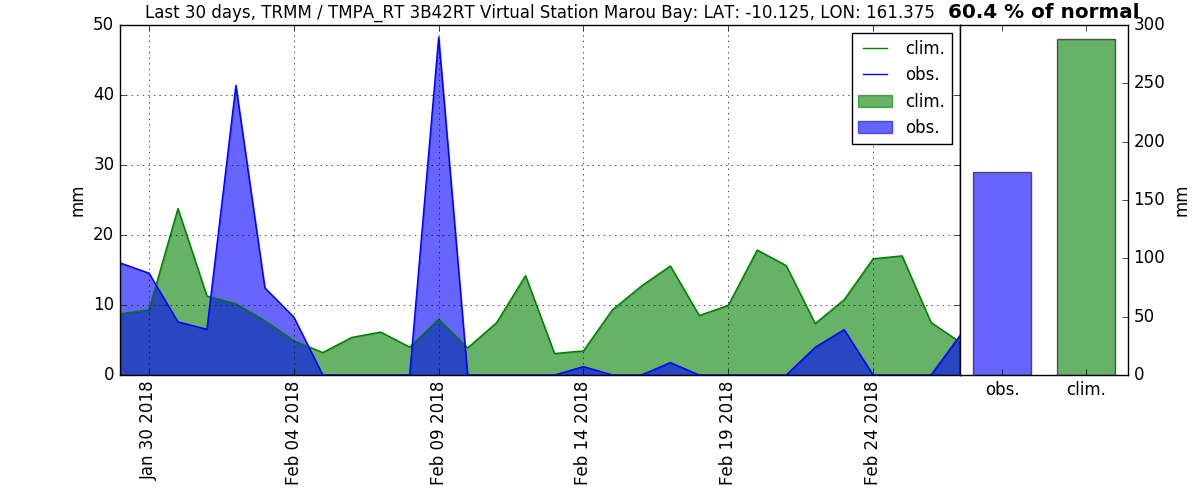 Last 30 days, TRMM / TMPA_RT 3B42RT Virtual Station Marou Bay: LAT: -10.125, LON: 161.375
60.4 % of normal
50
40
30
20
10
0
mm
clim.
obs.
clim.
obs.
Jan 30 2018
Feb 04 2018
Feb 09 2018
Feb 14 2018
Feb 19 2018
Feb 24 2018
300
250
200
150
100
50
0
mm
obs.
clim.